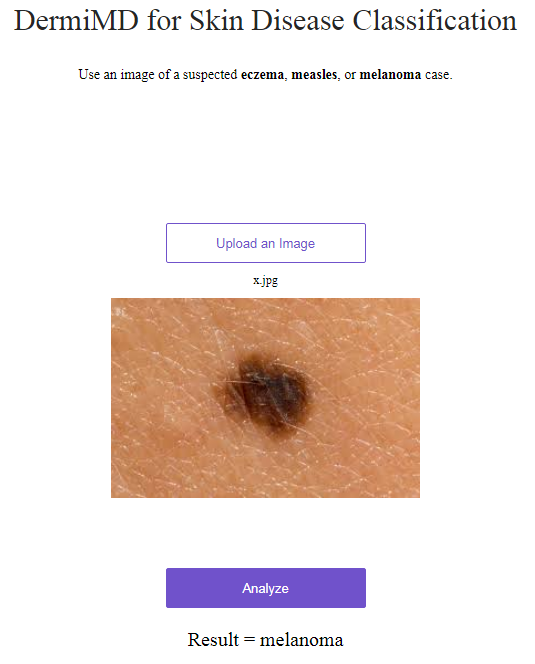 DermiMD for Skin Disease Classification
Use an image of a suspected eczema, measles, or melanoma case.
Upload an Image
x.jpg
Analyze
Result = melanoma